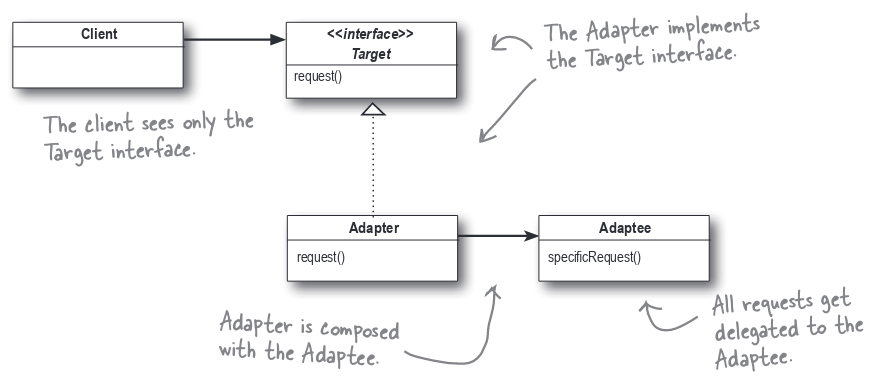 Client
<<interface>>
Target
request()
The Adapter implements
the Target interface.
The client sees only the
Target interface.
Adapter
request()
Adaptee
specificRequest()
Adapter is composed
with the Adaptee.
All requests get
delegated to the
Adaptee.